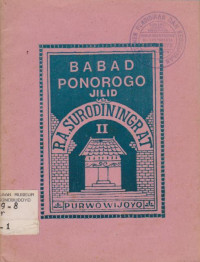 BABAD
PONOROGO
JILID
R.A. SURODININGRAT
II
PURWOWIJOYO